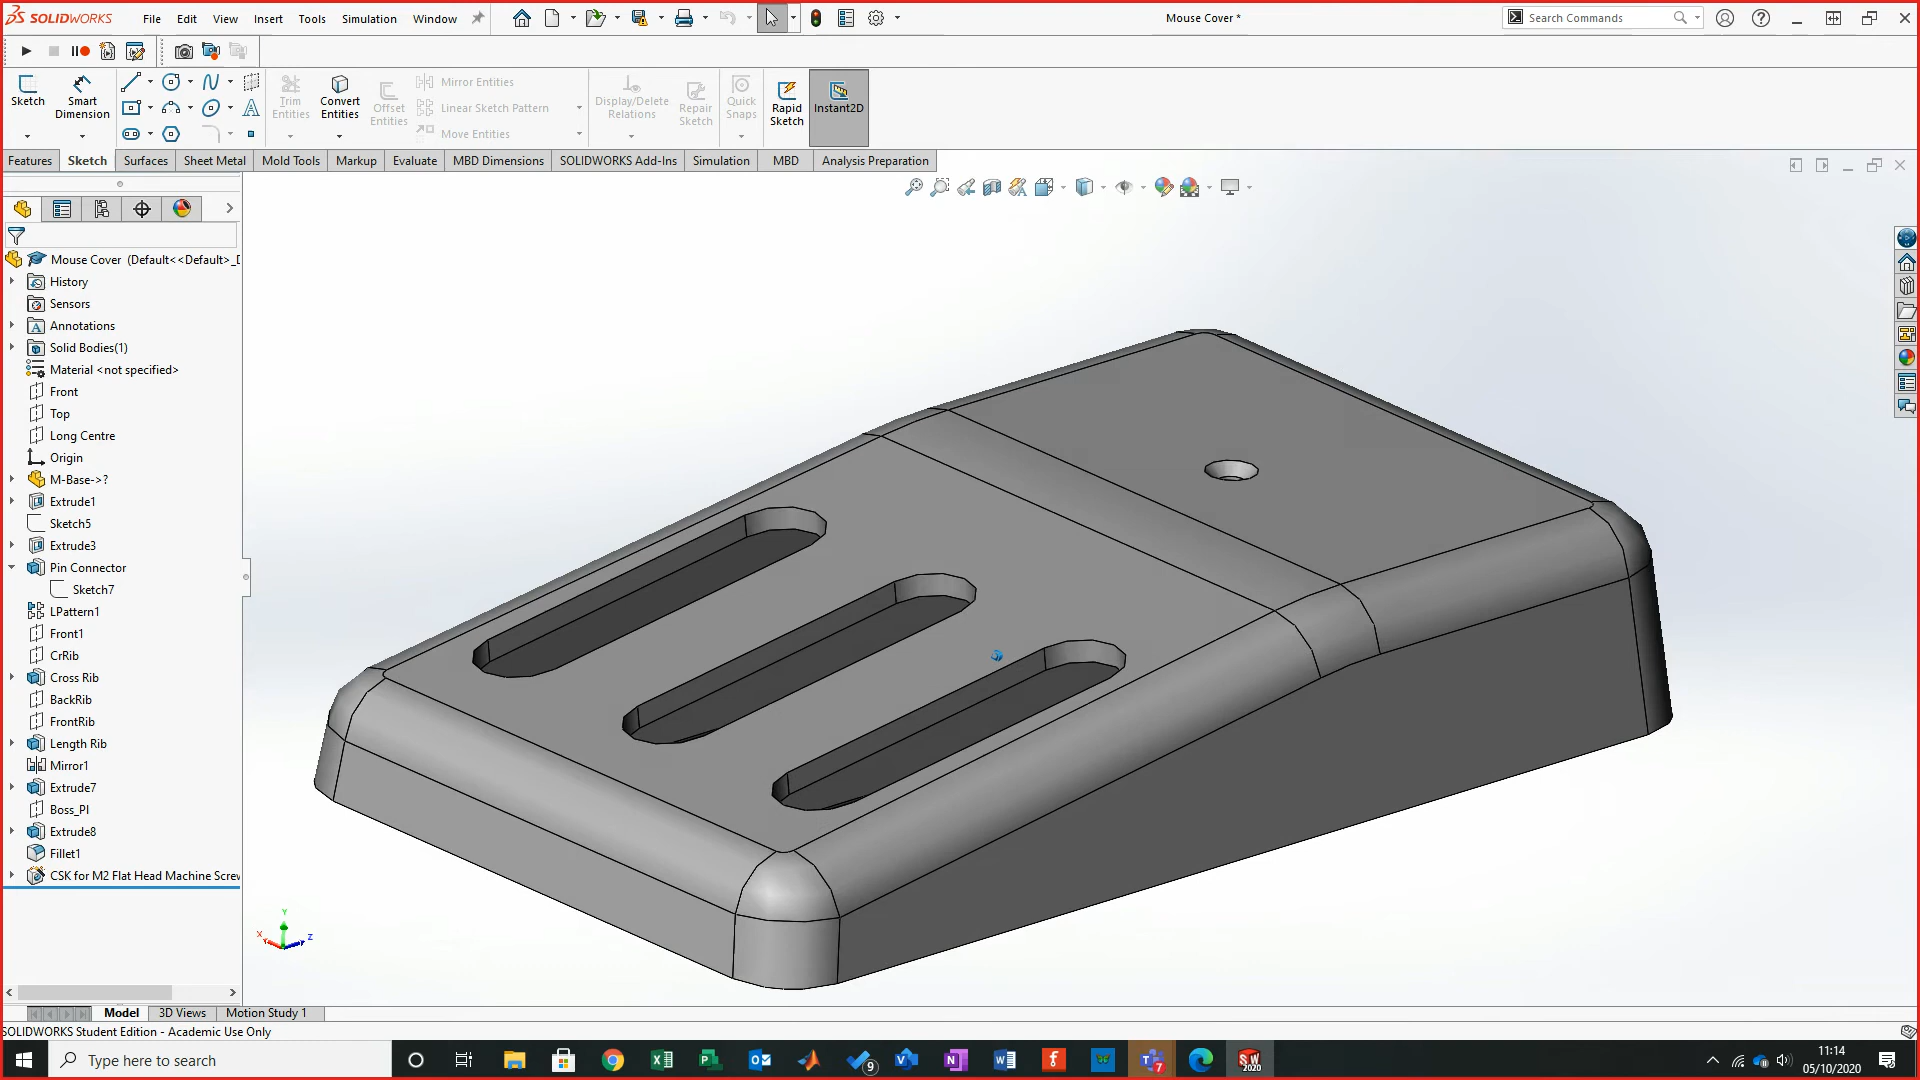 SOLIDWORKS File Edit View Insert Tools Simulation Window Mouse Cover * Search Commands
Sketch Smart Dimension Trim Entities Convert Entities Offset Entities Mirror Entities Linear Sketch Pattern Move Entities Display/Delete Relations Repair Sketch Quick Snaps Rapid Sketch Instant2D
Features Sketch Surfaces Sheet Metal Mold Tools Markup Evaluate MBD Dimensions SOLIDWORKS Add-Ins Simulation MBD Analysis Preparation
Mouse Cover (Default<<Default>_D
History
Sensors
Annotations
Solid Bodies(1)
Material <not specified>
Front
Top
Long Centre
Origin
M-Base->?
Extrude1
Sketch5
Extrude3
Pin Connector
Sketch7
LPattern1
Front1
CrRib
Cross Rib
BackRib
FrontRib
Length Rib
Mirror1
Extrude7
Boss_Pl
Extrude8
Fillet1
CSK for M2 Flat Head Machine Screw
Y
X Z
Model 3D Views Motion Study 1
SOLIDWORKS Student Edition - Academic Use Only
Type here to search
9
7
SW 2020
11:14
05/10/2020